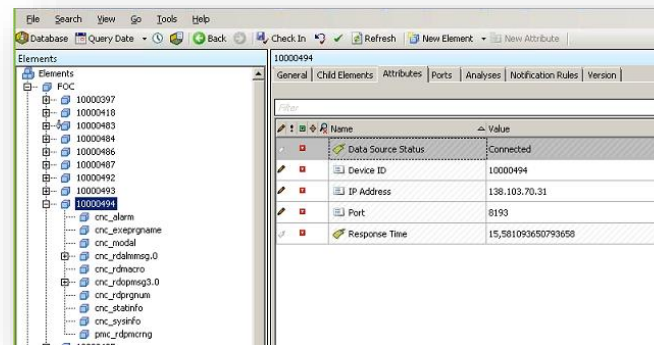 File Search View Go Tools Help
Database Query Date Back Check In Refresh New Element New Attribute
Elements
10000494
Elements
General Child Elements Attributes Ports Analyses Notification Rules Version
FOC
10000397
Filter
10000418
10000483
Name Value
10000484
Data Source Status Connected
10000486
10000487
Device ID 10000494
10000492
IP Address 138.103.70.31
10000493
10000494
Port 8193
cnc_alarm
cnc_exeprgname
Response Time 15,581093650793658
cnc_modal
cnc_rdalmmsg.0
cnc_rdmacro
cnc_rdopmsg3.0
cnc_rdprgnum
cnc_statinfo
cnc_sysinfo
pmc_rdpmcrng